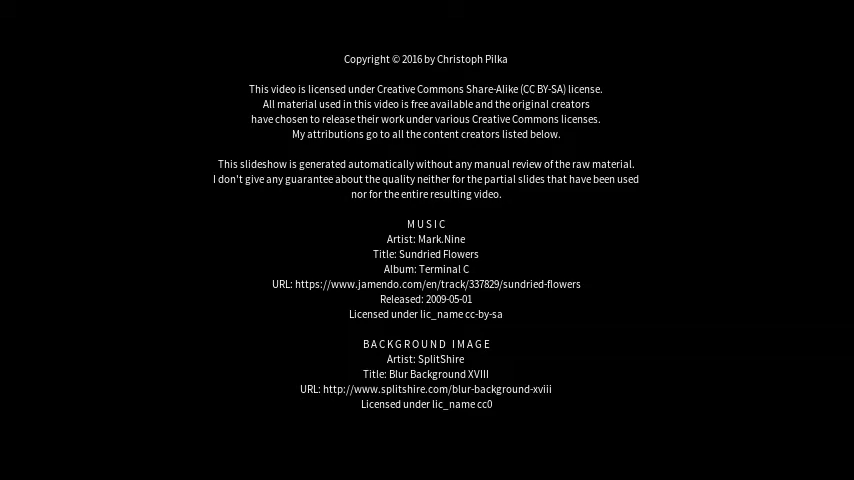 Copyright © 2016 by Christoph Pilka
This video is licensed under Creative Commons Share-Alike (CC BY-SA) license.
All material used in this video is free available and the original creators
have chosen to release their work under various Creative Commons licenses.
My attributions go to all the content creators listed below.
This slideshow is generated automatically without any manual review of the raw material.
I don't give any guarantee about the quality neither for the partial slides that have been used
nor for the entire resulting video.
M U S I C
Artist: Mark.Nine
Title: Sundried Flowers
Album: Terminal C
URL: https://www.jamendo.com/en/track/337829/sundried-flowers
Released: 2009-05-01
Licensed under lic_name cc-by-sa
B A C K G R O U N D  I M A G E
Artist: SplitShire
Title: Blur Background XVIII
URL: http://www.splitshire.com/blur-background-xviii
Licensed under lic_name cc0